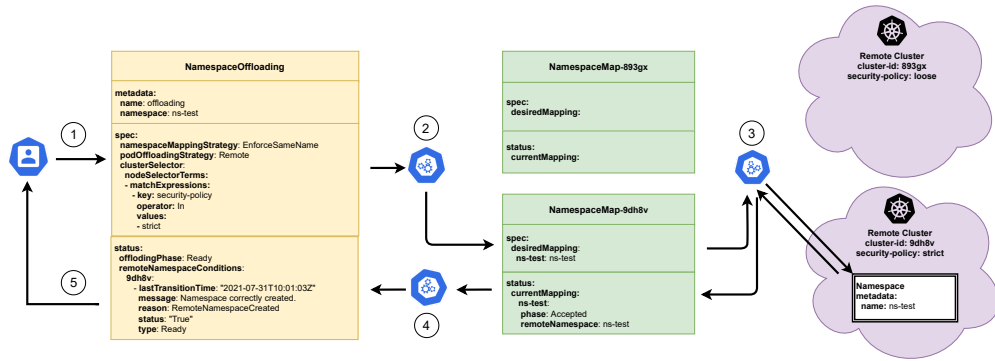 NamespaceOffloading
metadata:
name: offloading
namespace: ns-test
spec:
namespaceMappingStrategy: EnforceSameName
podOffloadingStrategy: Remote
clusterSelector:
nodeSelectorTerms:
- matchExpressions:
- key: security-policy
operator: In
values:
- strict
status:
offlodingPhase: Ready
remoteNamespaceConditions:
9dh8v:
- lastTransitionTime: "2021-07-31T10:01:03Z"
message: Namespace correctly created.
reason: RemoteNamespaceCreated
status: "True"
type: Ready
1
5
2
4
NamespaceMap-893gx
spec:
desiredMapping:
status:
currentMapping:
NamespaceMap-9dh8v
spec:
desiredMapping:
ns-test: ns-test
status:
currentMapping:
ns-test:
phase: Accepted
remoteNamespace: ns-test
3
Remote Cluster
cluster-id: 893gx
security-policy: loose
Remote Cluster
cluster-id: 9dh8v
security-policy: strict
Namespace
metadata:
name: ns-test